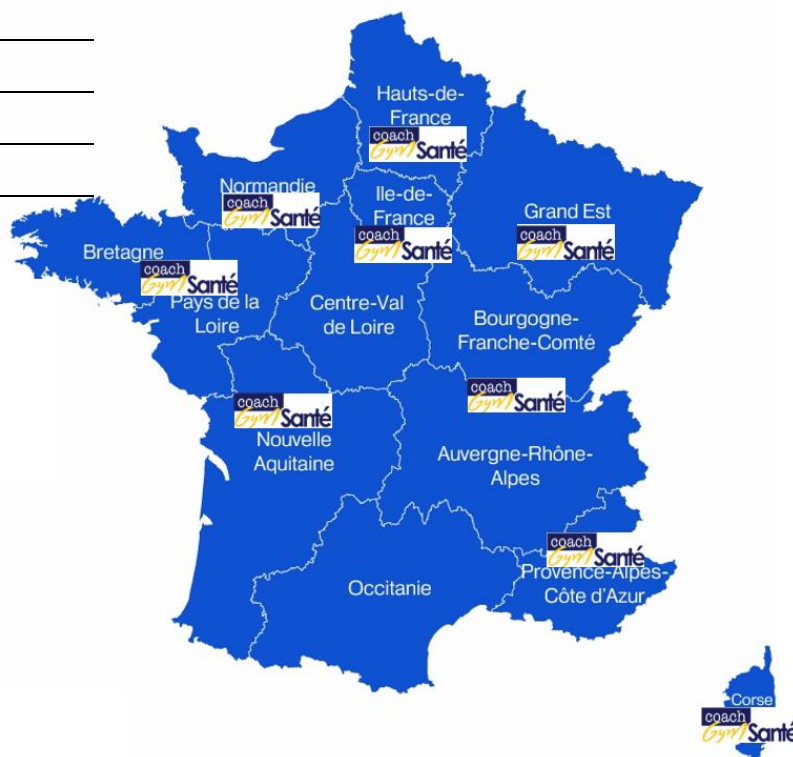 Hauts-de-
France
coach
Gym Santé
Normandie
coach
Gym Santé
Ile-de-
France
coach
Gym Santé
Grand Est
coach
Gym Santé
Bretagne
coach
Gym Santé
Pays de la
Loire
Centre-Val
de Loire
Bourgogne-
Franche-Comté
coach
Gym Santé
coach
Gym Santé
Nouvelle
Aquitaine
Auvergne-Rhône-
Alpes
coach
Gym Santé
Provence-Alpes-
Côte d'Azur
Occitanie
Corse
coach
Gym Santé